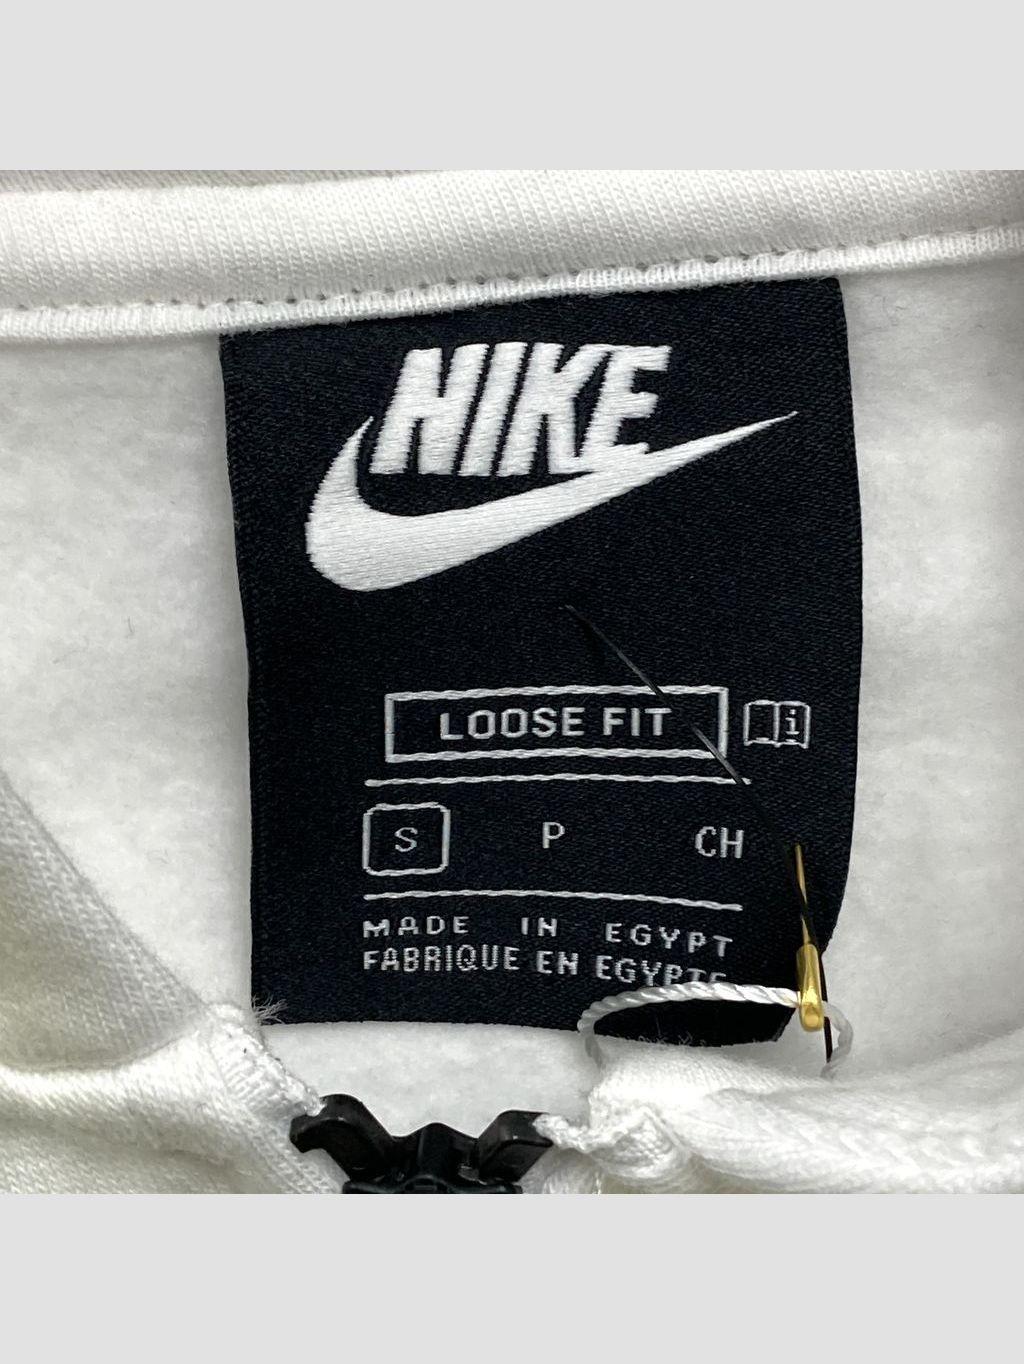 NIKE
LOOSE FIT i
S P CH
MADE IN EGYPT
FABRIQUE EN EGYPTE